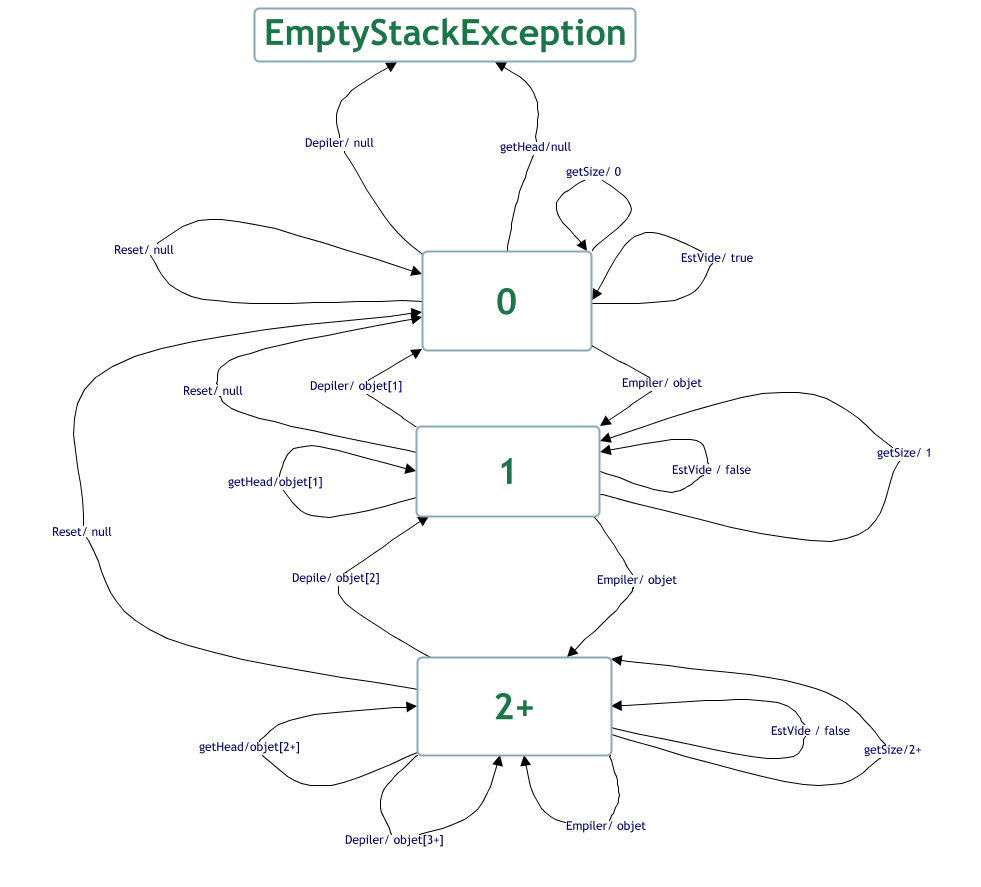 EmptyStackException
Depiler/ null
getHead/null
getSize/ 0
Reset/ null
EstVide/ true
0
Reset/ null
Depiler/ objet[1]
Empiler/ objet
getSize/ 1
getHead/objet[1]
1
EstVide / false
Reset/ null
Depile/ objet[2]
Empiler/ objet
2+
getHead/objet[2+]
EstVide / false
getSize/2+
Depiler/ objet[3+]
Empiler/ objet